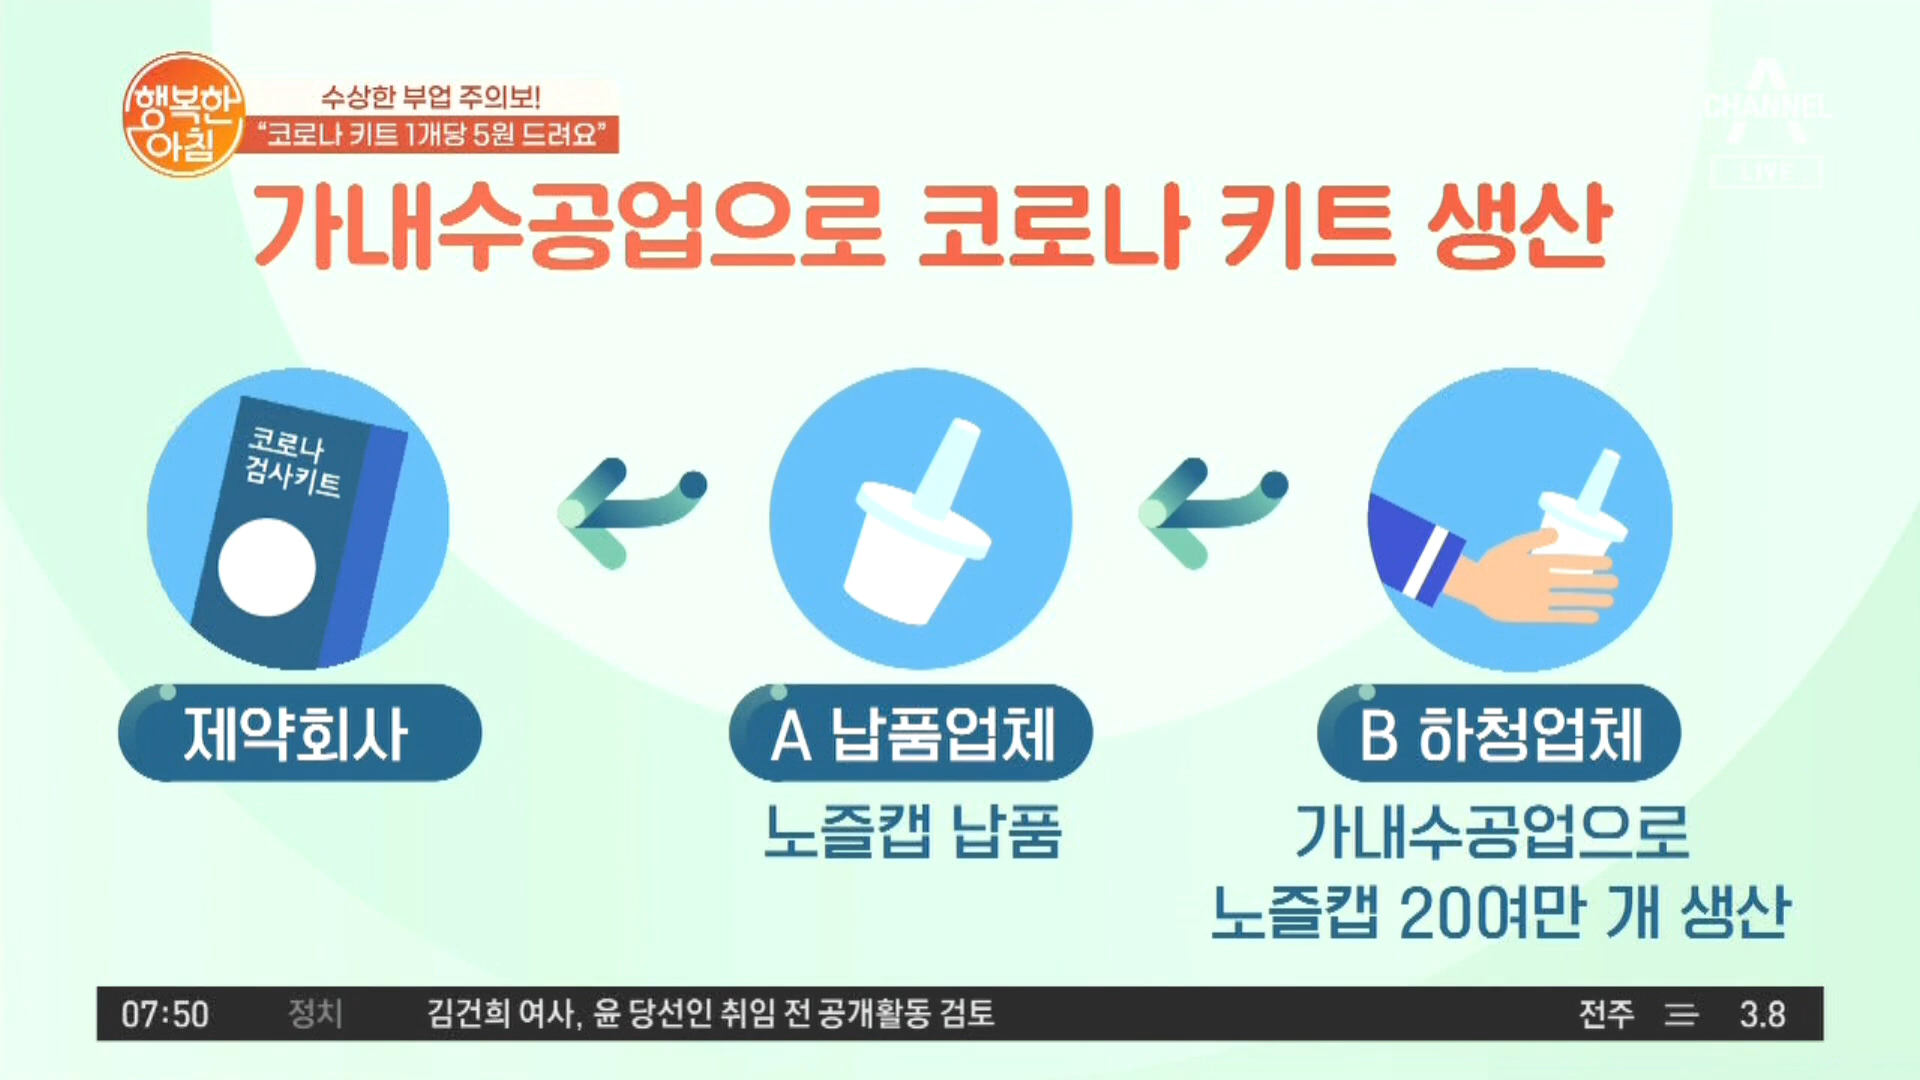 행복한
아침
수상한 부업 주의보!
“코로나 키트 1개당 5원 드려요”
CHANNEL A
LIVE
가내수공업으로 코로나 키트 생산
코로나
검사키트
제약회사
A 납품업체
B 하청업체
노즐캡 납품
가내수공업으로
노즐캡 200여만 개 생산
07:50 정치 김건희 여사, 윤 당선인 취임 전 공개활동 검토 전주 3.8